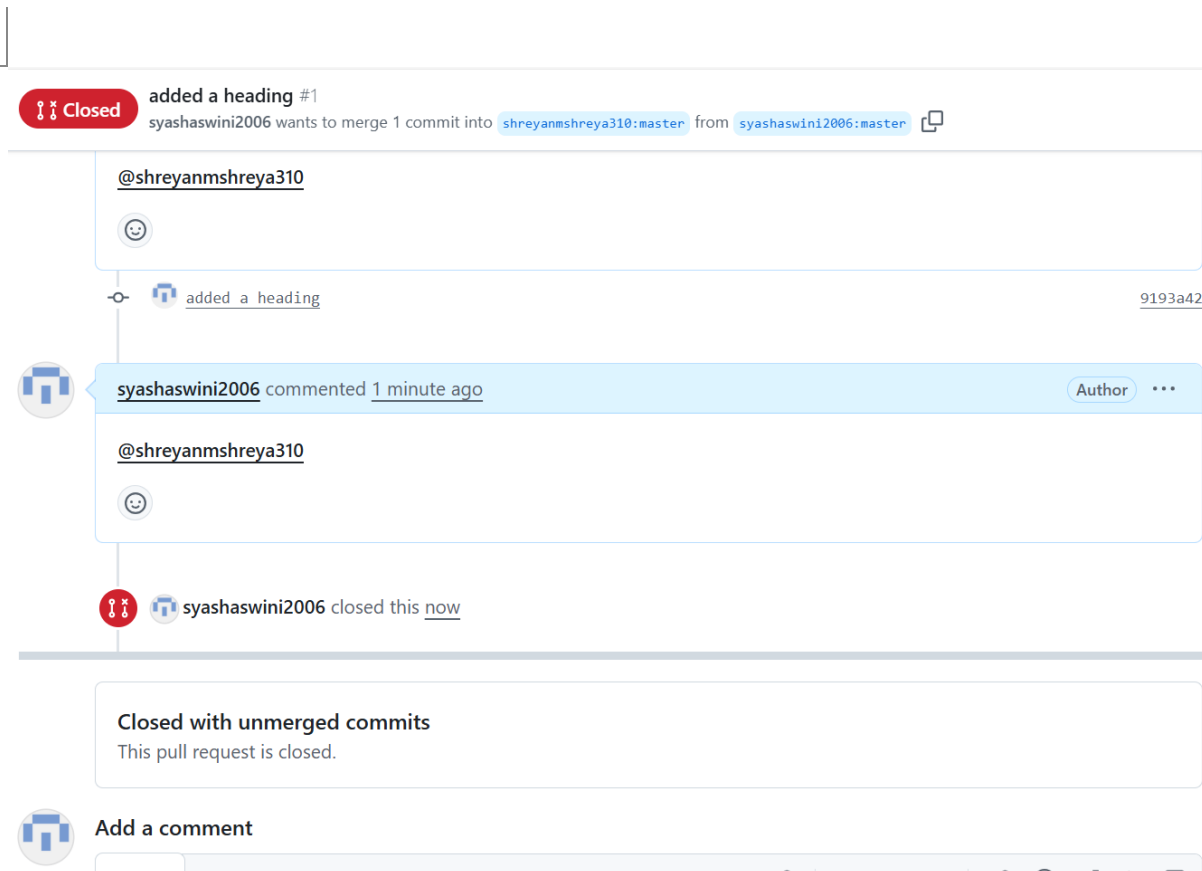 Closed
added a heading #1
syashaswini2006 wants to merge 1 commit into shreyanmshreya310:master from syashaswini2006:master
@shreyanmshreya310
added a heading 9193a42
syashaswini2006 commented 1 minute ago Author
@shreyanmshreya310
syashaswini2006 closed this now
Closed with unmerged commits
This pull request is closed.
Add a comment